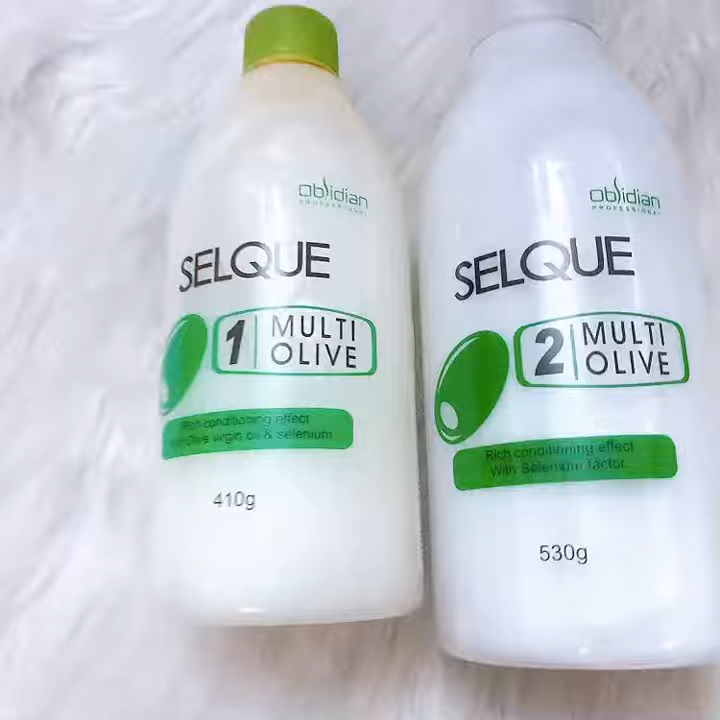 obsidian
PROFESSIONAL
SELQUE
1 MULTI
OLIVE
Rich conditioning effect
Olive virgin oil & selenium
410g
obsidian
PROFESSIONAL
SELQUE
2 MULTI
OLIVE
Rich conditioning effect
With Selenium factor
530g